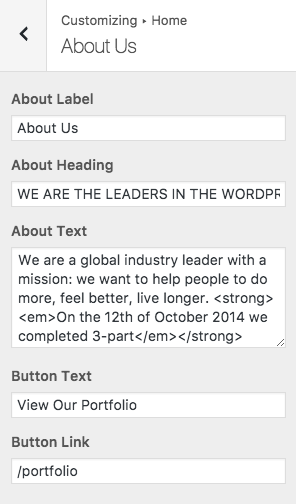 Customizing ▸ Home
About Us
About Label
About Us
About Heading
WE ARE THE LEADERS IN THE WORDPR
About Text
We are a global industry leader with a
mission: we want to help people to do
more, feel better, live longer. <strong>
<em>On the 12th of October 2014 we
completed 3-part</em></strong>
Button Text
View Our Portfolio
Button Link
/portfolio